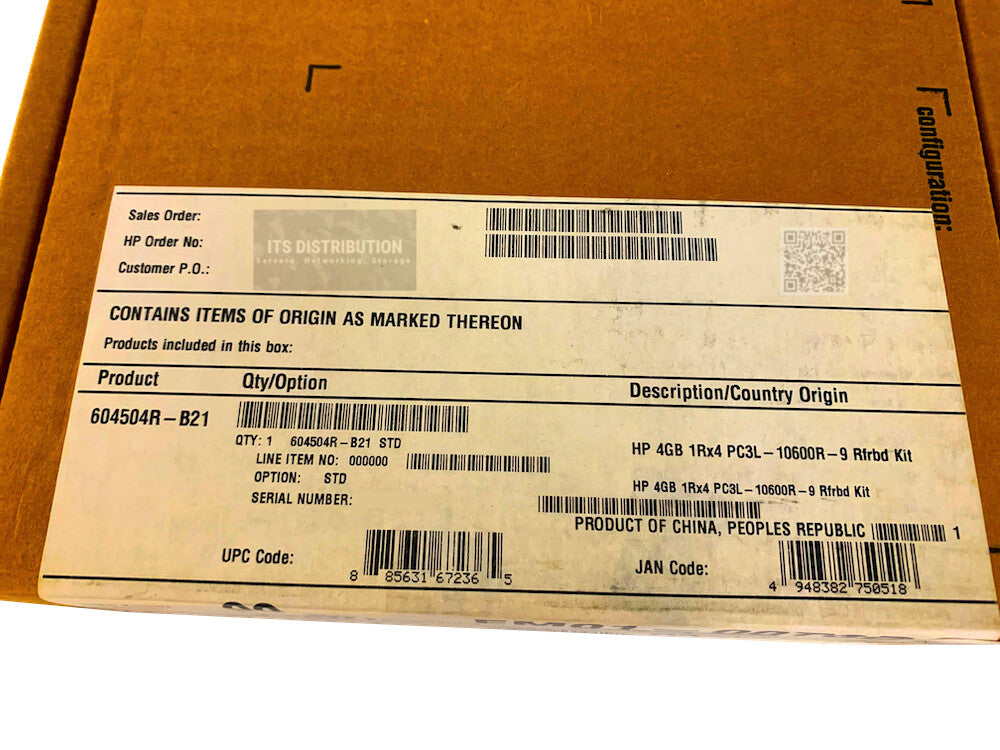 configuration:
Sales Order:
HP Order No:
Customer P.O.:
ITS DISTRIBUTION
Servers. Networking. Storage.
CONTAINS ITEMS OF ORIGIN AS MARKED THEREON
Products included in this box:
Product Qty/Option Description/Country Origin
604504R-B21
QTY: 1 604504R-B21 STD
LINE ITEM NO: 000000
OPTION: STD
SERIAL NUMBER:
HP 4GB 1Rx4 PC3L-10600R-9 Rfrbd Kit
HP 4GB 1Rx4 PC3L-10600R-9 Rfrbd Kit
PRODUCT OF CHINA, PEOPLES REPUBLIC 1
UPC Code: 8 85631 67236 5
JAN Code: 4 948382 750518